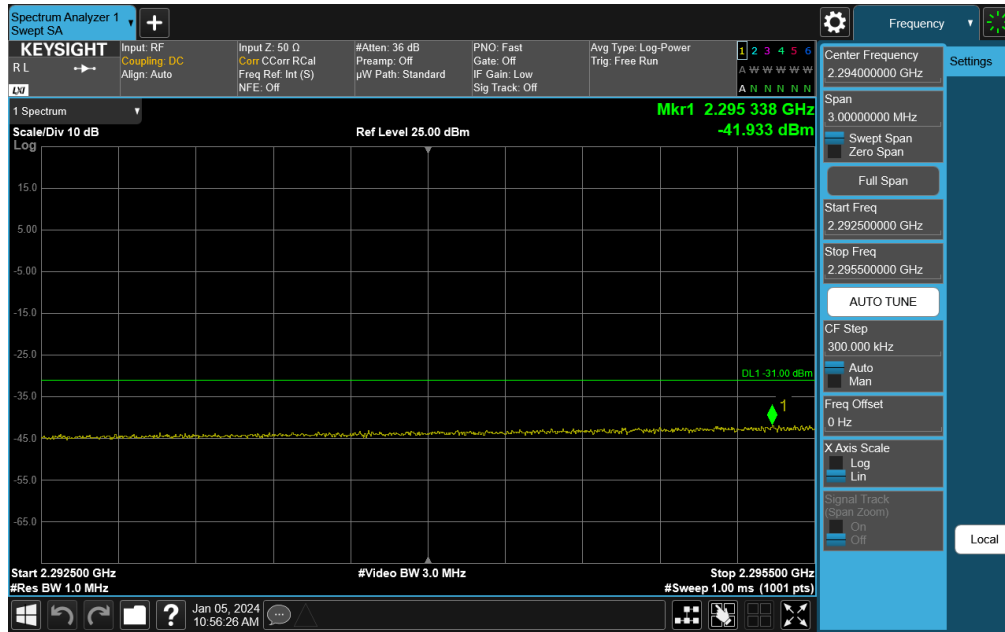 Spectrum Analyzer 1
Swept SA
Frequency
KEYSIGHT
R L
LXI
Input: RF
Coupling: DC
Align: Auto
Input Z: 50 Ω
Corr CCorr RCal
Freq Ref: Int (S)
NFE: Off
#Atten: 36 dB
Preamp: Off
µW Path: Standard
PNO: Fast
Gate: Off
IF Gain: Low
Sig Track: Off
Avg Type: Log-Power
Trig: Free Run
1 2 3 4 5 6
A W W W W W
A N N N N N
1 Spectrum
Scale/Div 10 dB
Log
Ref Level 25.00 dBm
Mkr1 2.295 338 GHz
-41.933 dBm
15.0
5.00
-5.00
-15.0
-25.0
-35.0
-45.0
-55.0
-65.0
DL1 -31.00 dBm
1
Start 2.292500 GHz
#Res BW 1.0 MHz
#Video BW 3.0 MHz
Stop 2.295500 GHz
#Sweep 1.00 ms (1001 pts)
Jan 05, 2024
10:56:26 AM
?
Center Frequency
2.294000000 GHz
Span
3.00000000 MHz
Swept Span
Zero Span
Full Span
Start Freq
2.292500000 GHz
Stop Freq
2.295500000 GHz
AUTO TUNE
CF Step
300.000 kHz
Auto
Man
Freq Offset
0 Hz
X Axis Scale
Log
Lin
Signal Track
(Span Zoom)
On
Off
Settings
Local